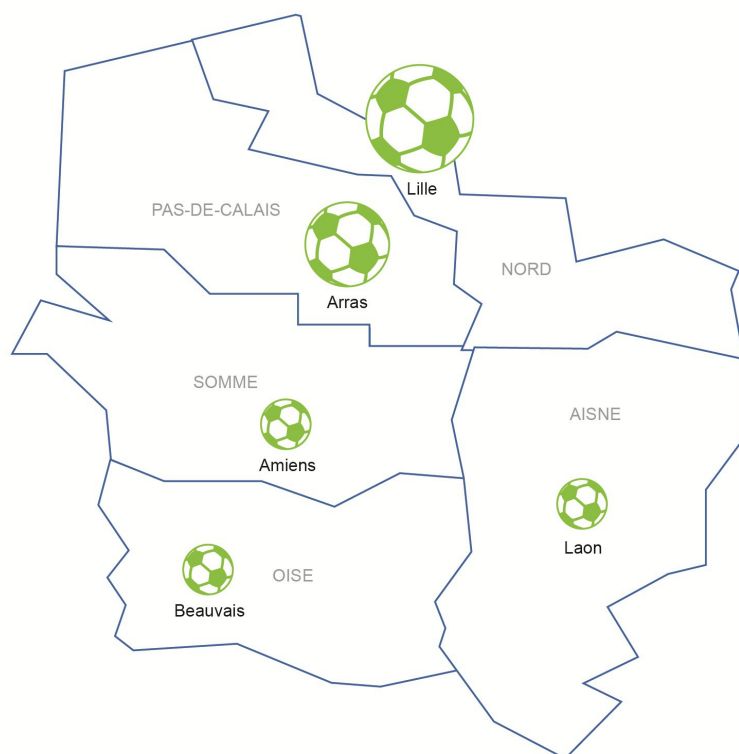 Lille
PAS-DE-CALAIS
NORD
Arras
SOMME
AISNE
Amiens
Laon
OISE
Beauvais